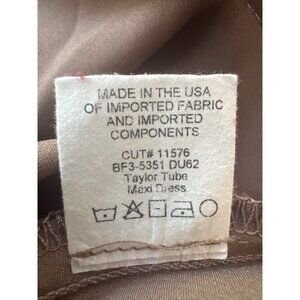 MADE IN THE USA
OF IMPORTED FABRIC
AND IMPORTED
COMPONENTS
CUT# 11576
BF3-5351 DU62
Taylor Tube
Maxi Dress